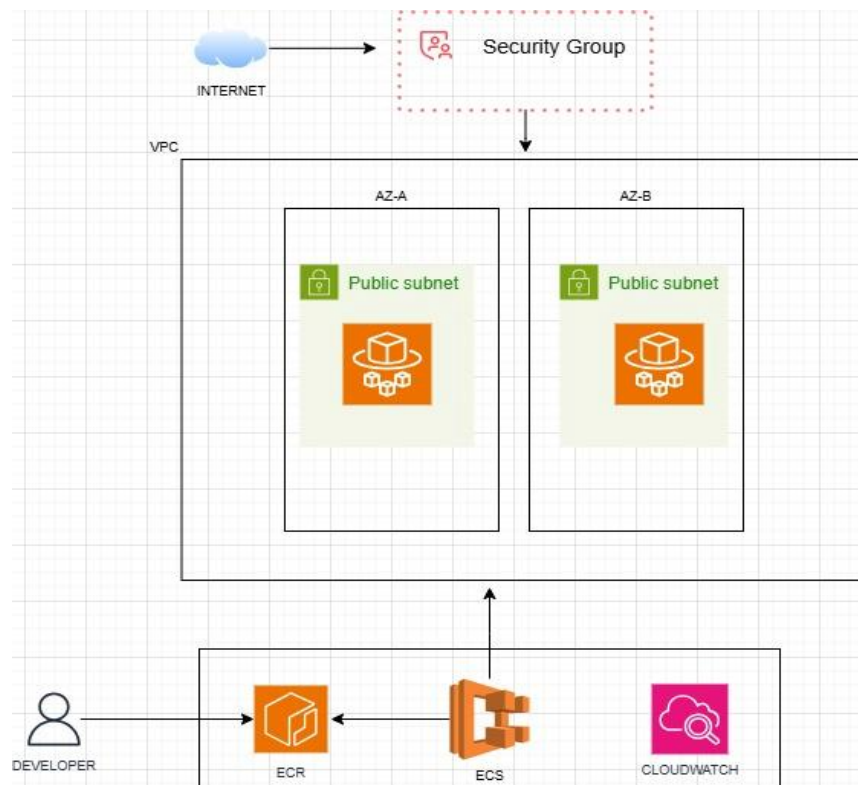 Security Group
INTERNET
VPC
AZ-A
AZ-B
Public subnet
Public subnet
DEVELOPER
ECR
ECS
CLOUDWATCH